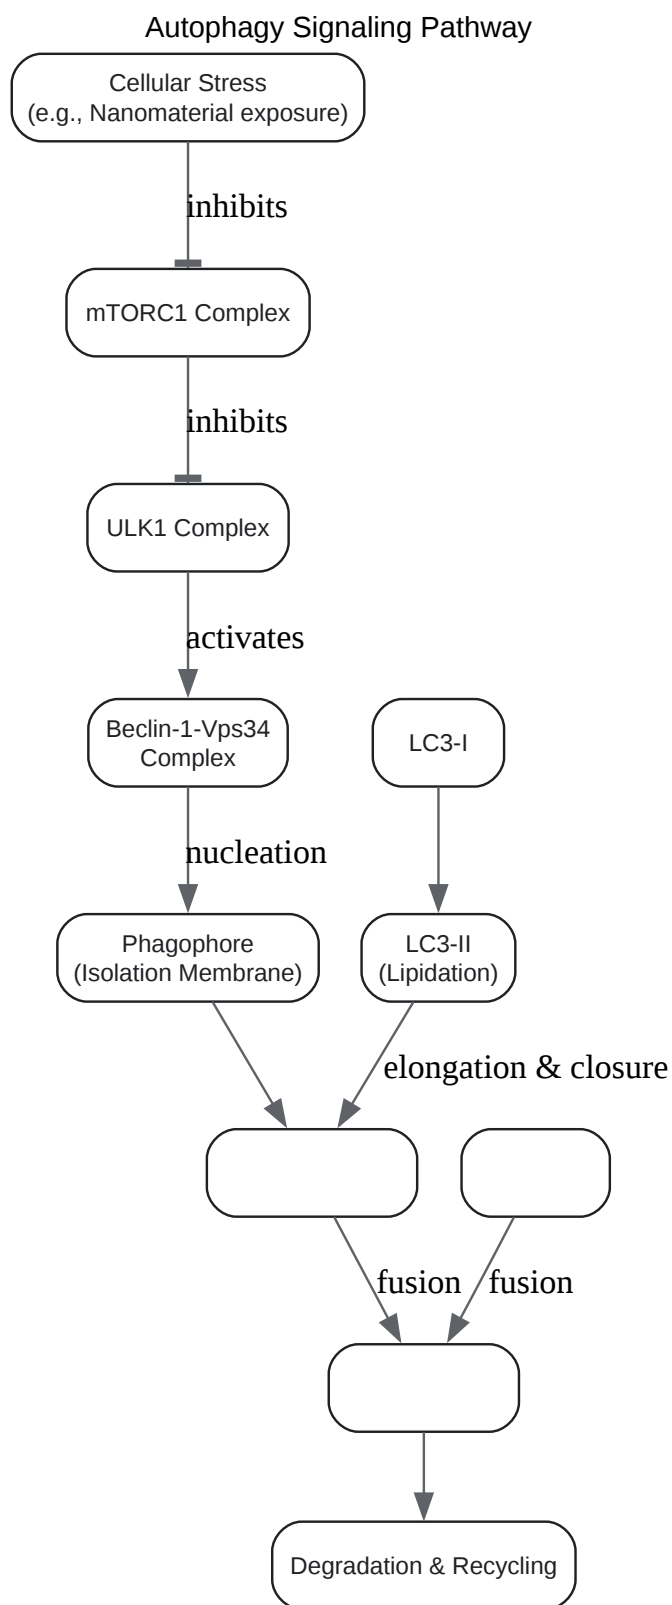 Autophagy Signaling Pathway
Cellular Stress
(e.g., Nanomaterial exposure)
inhibits
mTORC1 Complex
inhibits
ULK1 Complex
activates
Beclin-1-Vps34
Complex
LC3-I
nucleation
Phagophore
(Isolation Membrane)
LC3-II
(Lipidation)
elongation & closure
fusion
fusion
Degradation & Recycling